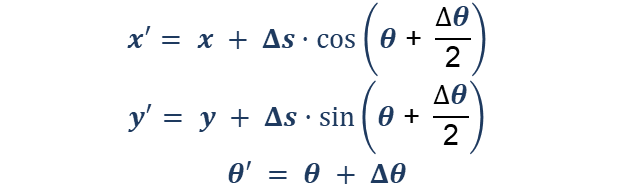 x′ = x + Δs · cos(θ + Δθ/2)
y′ = y + Δs · sin(θ + Δθ/2)
θ′ = θ + Δθ